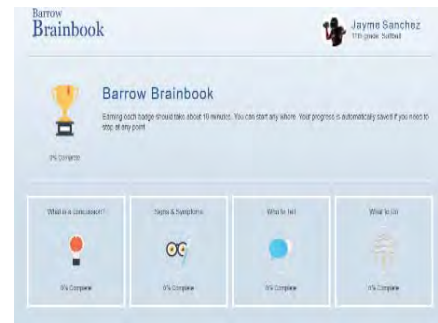 Barrow
Brainbook
Jayme Sanchez
11th grade Softball
Barrow Brainbook
Earning each badge should take about 10 minutes. You can start any where. Your progress is automatically saved if you need to
stop at any point
0% Complete
What is a concussion?
Signs & Symptoms
Who to Tell
What to Do
0% Complete
0% Complete
0% Complete
0% Complete